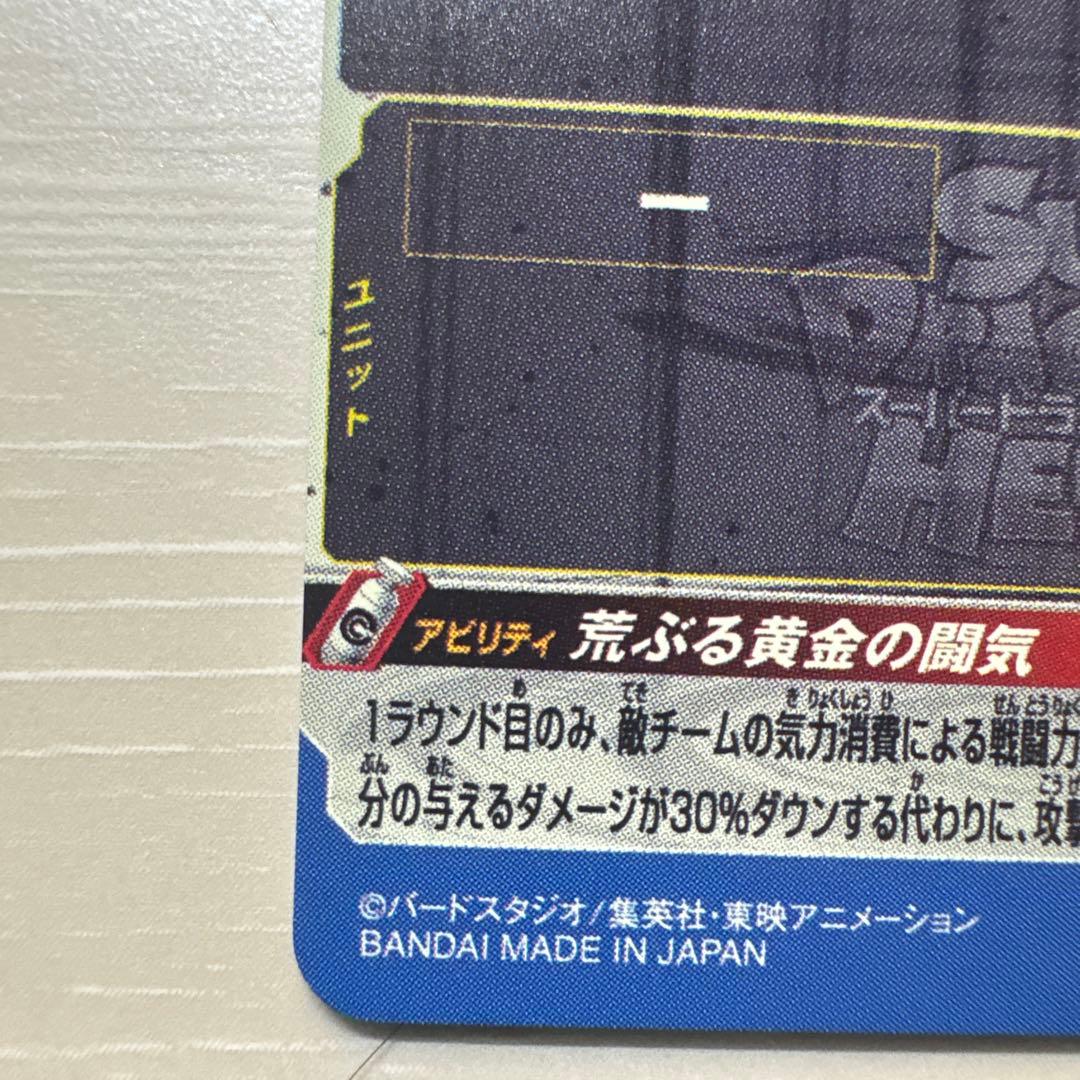 ー
ユニット
アビリティ 荒ぶる黄金の闘気
1ラウンド目のみ、敵チームの気力消費による戦闘力
分の与えるダメージが30%ダウンする代わりに、攻撃
©バードスタジオ/集英社・東映アニメーション
BANDAI MADE IN JAPAN